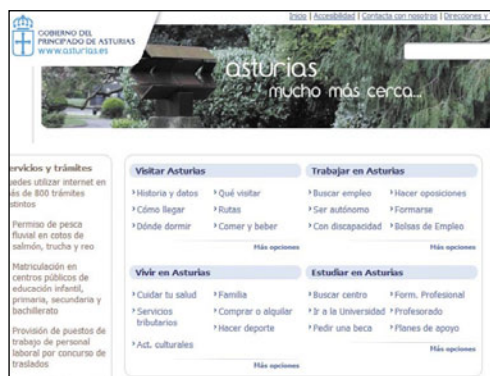 Inicio | Accesibilidad | Contacta con nosotros | Direcciones y
GOBIERNO DEL
PRINCIPADO DE ASTURIAS
www.asturias.es
asturias
mucho más cerca...
ervicios y trámites
uedes utilizar internet en
ás de 800 trámites
stintos
Permiso de pesca
fluvial en cotos de
salmón, trucha y reo
Matriculación en
centros públicos de
educación infantil,
primaria, secundaria y
bachillerato
Provisión de puestos de
trabajo de personal
laboral por concurso de
traslados
Visitar Asturias
Historia y datos
Qué visitar
Cómo llegar
Rutas
Dónde dormir
Comer y beber
Más opciones
Trabajar en Asturias
Buscar empleo
Hacer oposiciones
Ser autónomo
Formarse
Con discapacidad
Bolsas de Empleo
Más opciones
Vivir en Asturias
Cuidar tu salud
Familia
Servicios
tributarios
Comprar o alquilar
Hacer deporte
Act. culturales
Más opciones
Estudiar en Asturias
Buscar centro
Form. Profesional
Ir a la Universidad
Profesorado
Pedir una beca
Planes de apoyo
Más opciones